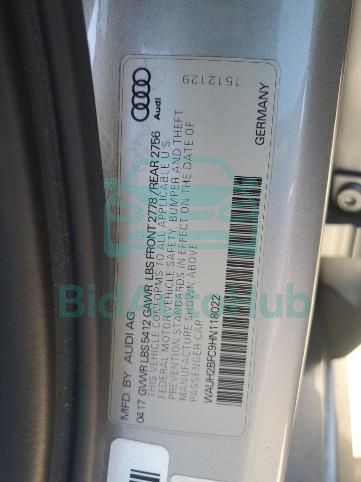 MFD. BY AUDI AG
04.17 GVWR LBS 5412 GAWR LBS FRONT 2778 / REAR 2756
THIS VEHICLE CONFORMS TO ALL APPLICABLE U.S.
FEDERAL MOTOR VEHICLE SAFETY, BUMPER AND THEFT
PREVENTION STANDARDS IN EFFECT ON THE DATE OF
MANUFACTURE SHOWN ABOVE
PASSENGER CAR
WAUH2BFC9HN118022
GERMANY
Audi
1512129
BidAutoHub